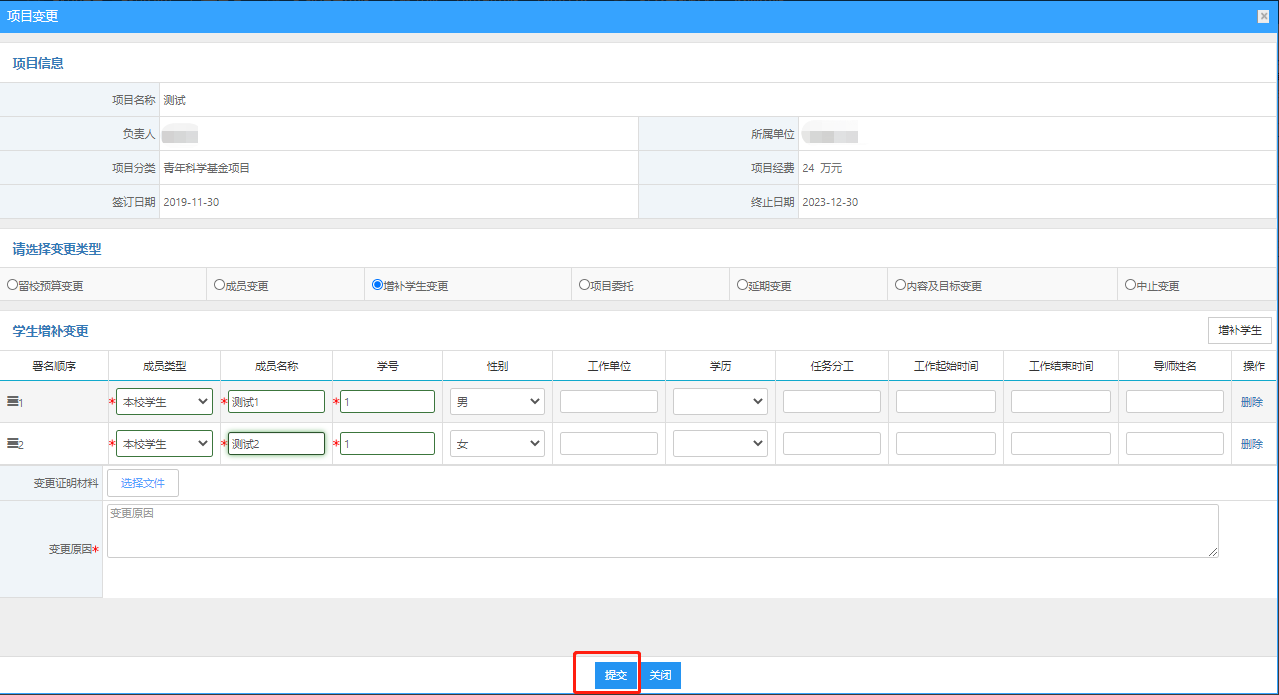 项目变更
项目信息
项目名称 测试
负责人 所属单位
项目分类 青年科学基金项目 项目经费 24 万元
签订日期 2019-11-30 终止日期 2023-12-30
请选择变更类型
留校预算变更 成员变更 增补学生变更 项目委托 延期变更 内容及目标变更 中止变更
学生增补变更 增补学生
署名顺序 成员类型 成员名称 学号 性别 工作单位 学历 任务分工 工作起始时间 工作结束时间 导师姓名 操作
1 * 本校学生 * 测试1 * 1 男 删除
2 * 本校学生 * 测试2 * 1 女 删除
变更证明材料 选择文件
变更原因* 变更原因
提交 关闭